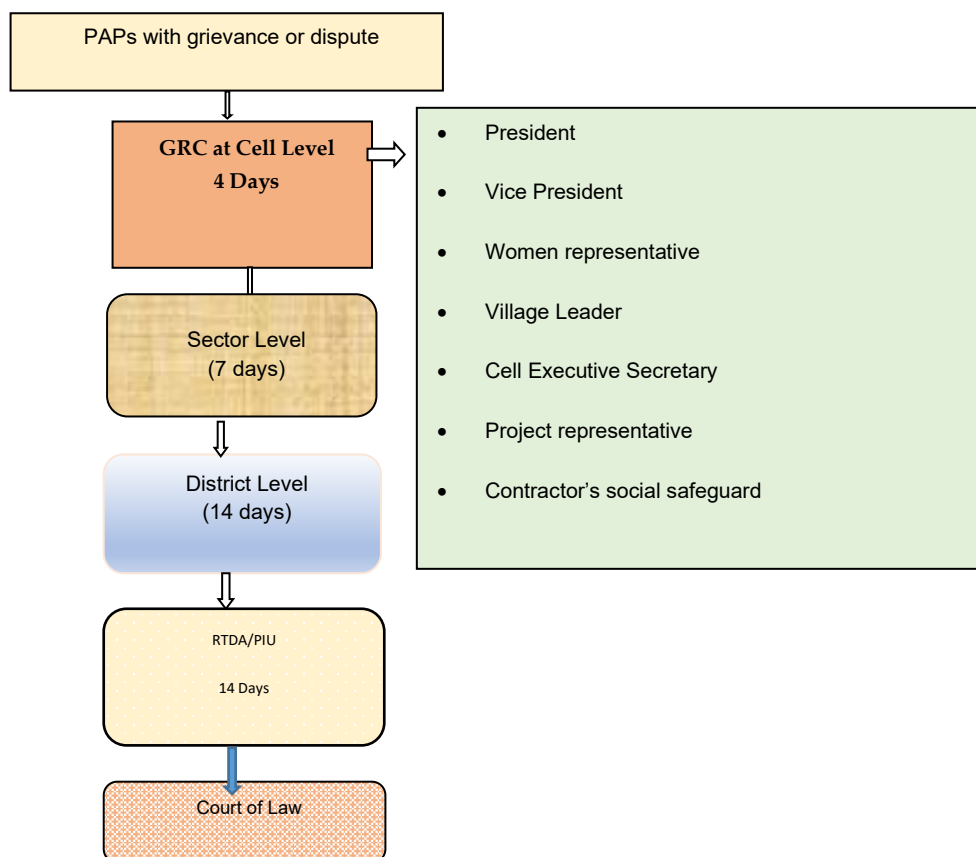 PAPs with grievance or dispute
GRC at Cell Level
4 Days
• President
• Vice President
• Women representative
• Village Leader
• Cell Executive Secretary
• Project representative
• Contractor’s social safeguard
Sector Level
(7 days)
District Level
(14 days)
RTDA/PIU
14 Days
Court of Law